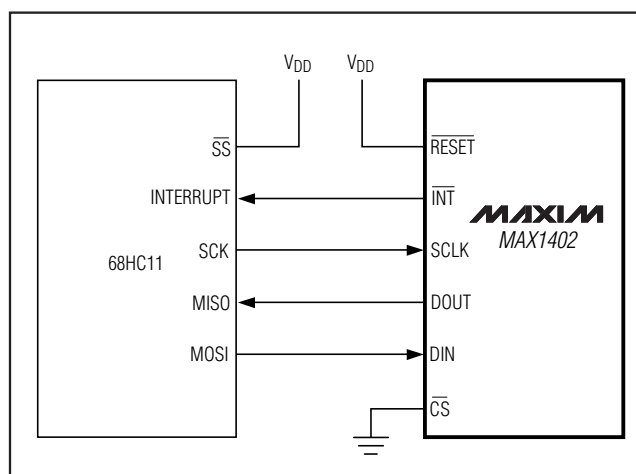 VDD VDD
SS RESET
INTERRUPT INT
MAXIM
SCK SCLK
MAX1402
68HC11
MISO DOUT
MOSI DIN
CS